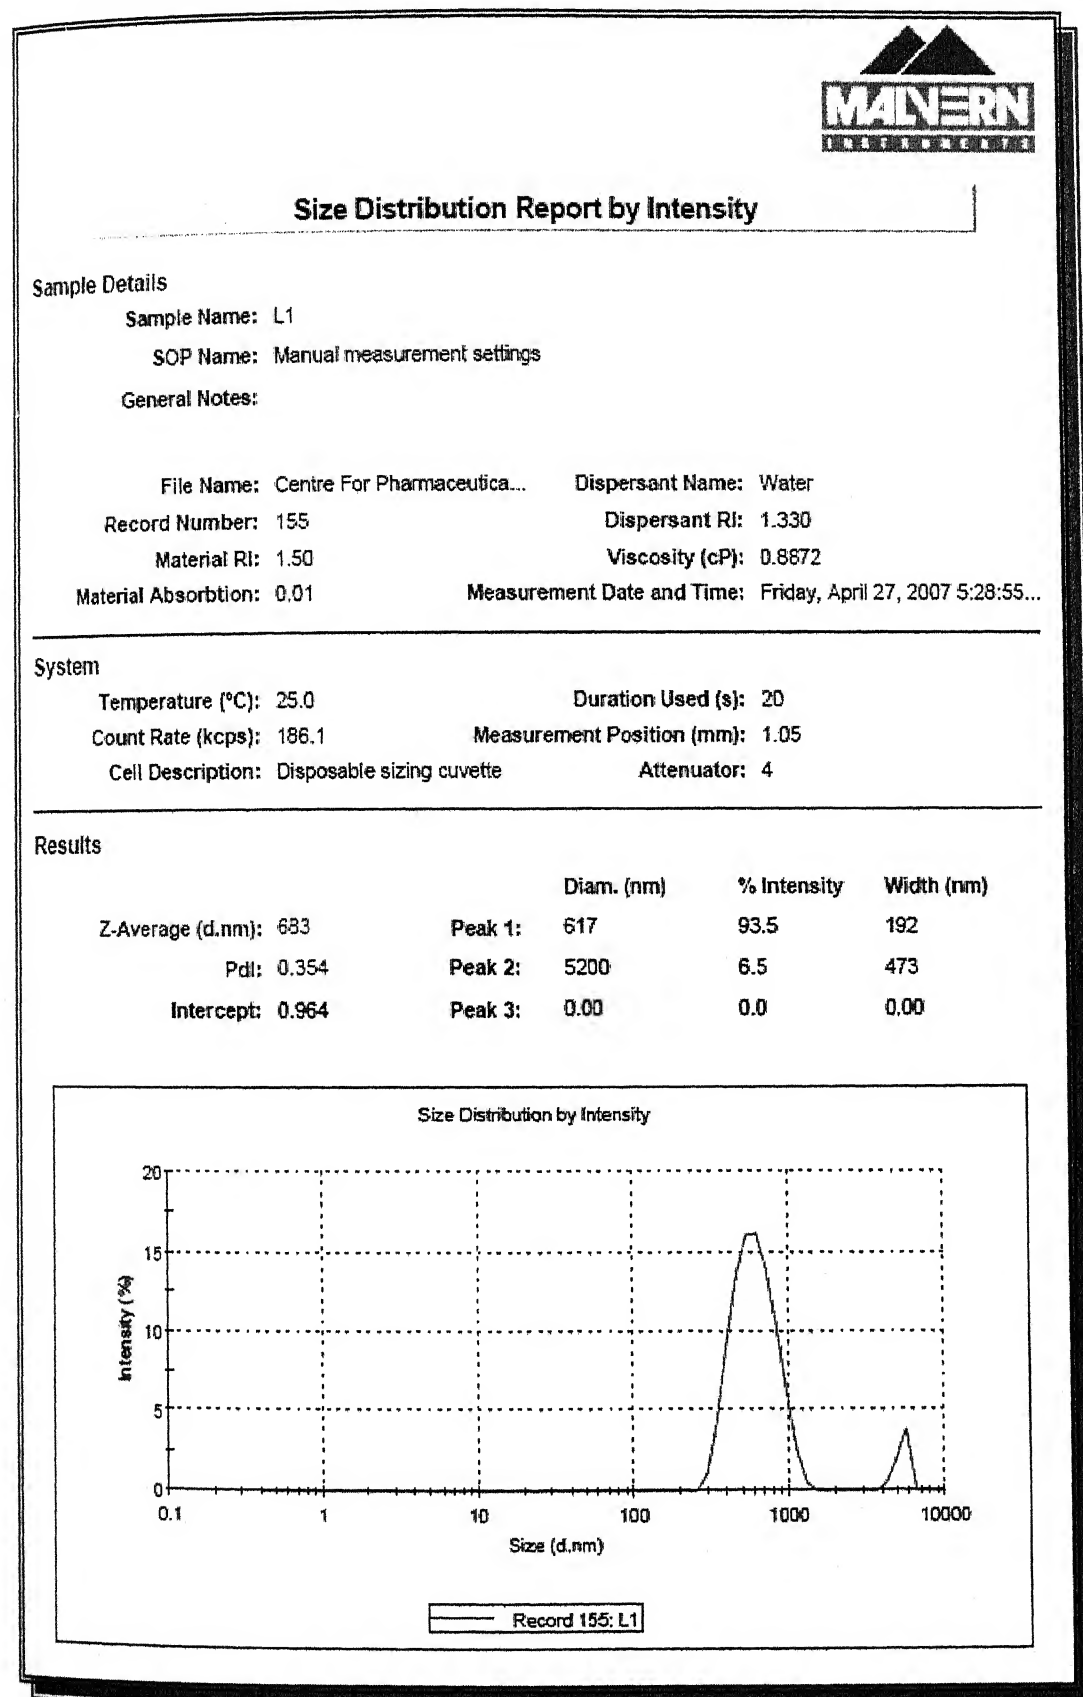 MALVERN
INSTRUMENTS
Size Distribution Report by Intensity
Sample Details
Sample Name: L1
SOP Name: Manual measurement settings
General Notes:
File Name: Centre For Pharmaceutica... Dispersant Name: Water
Record Number: 155 Dispersant RI: 1.330
Material RI: 1.50 Viscosity (cP): 0.8872
Material Absorbtion: 0.01 Measurement Date and Time: Friday, April 27, 2007 5:28:55...
System
Temperature (°C): 25.0 Duration Used (s): 20
Count Rate (kcps): 186.1 Measurement Position (mm): 1.05
Cell Description: Disposable sizing cuvette Attenuator: 4
Results
Diam. (nm) % Intensity Width (nm)
Z-Average (d.nm): 683 Peak 1: 617 93.5 192
PdI: 0.354 Peak 2: 5200 6.5 473
Intercept: 0.964 Peak 3: 0.00 0.0 0.00
Size Distribution by Intensity
20
15
10
5
0
Intensity (%)
0.1 1 10 100 1000 10000
Size (d.nm)
Record 155: L1